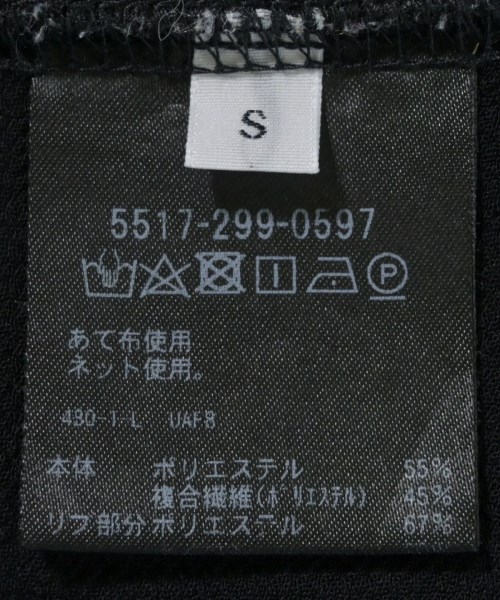 S
5517-299-0597
P
あて布使用
ネット使用。
430-1-L UAF8
本体 ポリエステル 55%
複合繊維(ポリエステル) 45%
リブ部分 ポリエステル 67%